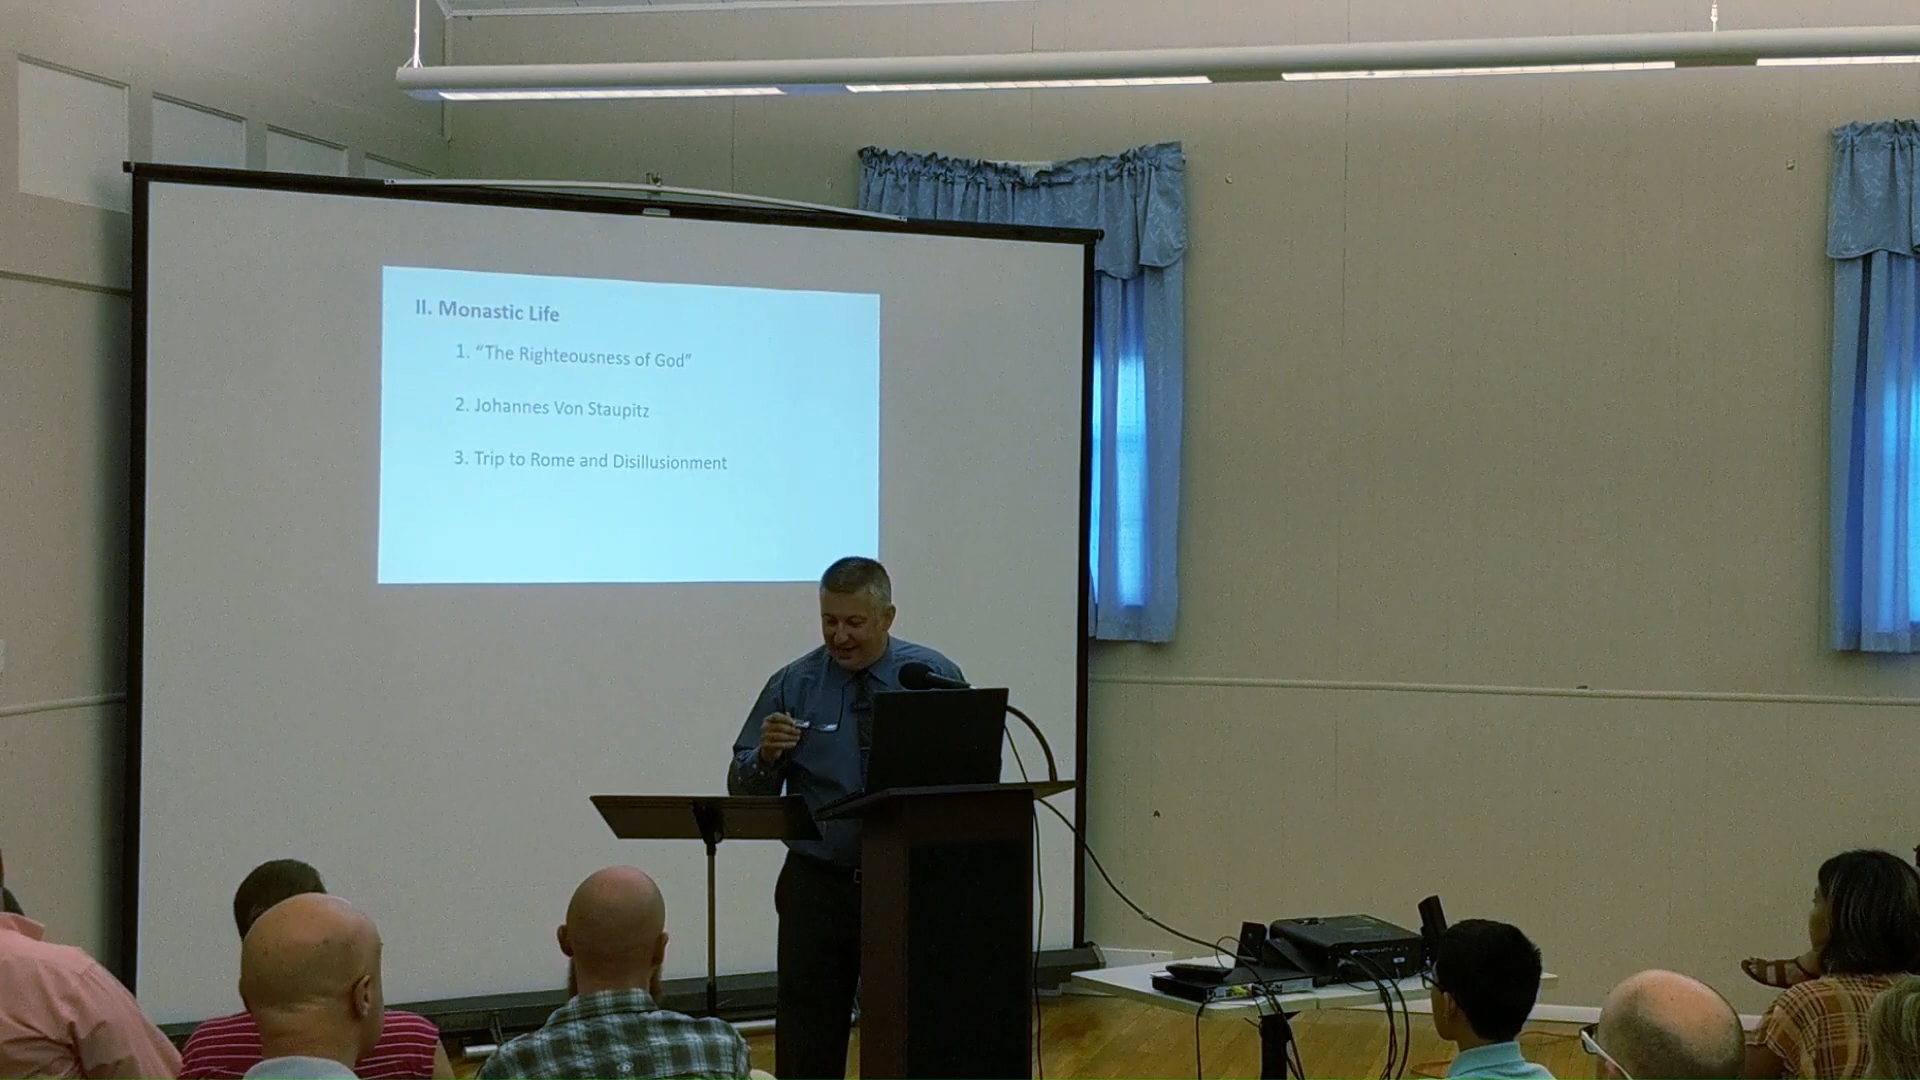 II. Monastic Life
1. “The Righteousness of God”
2. Johannes Von Staupitz
3. Trip to Rome and Disillusionment